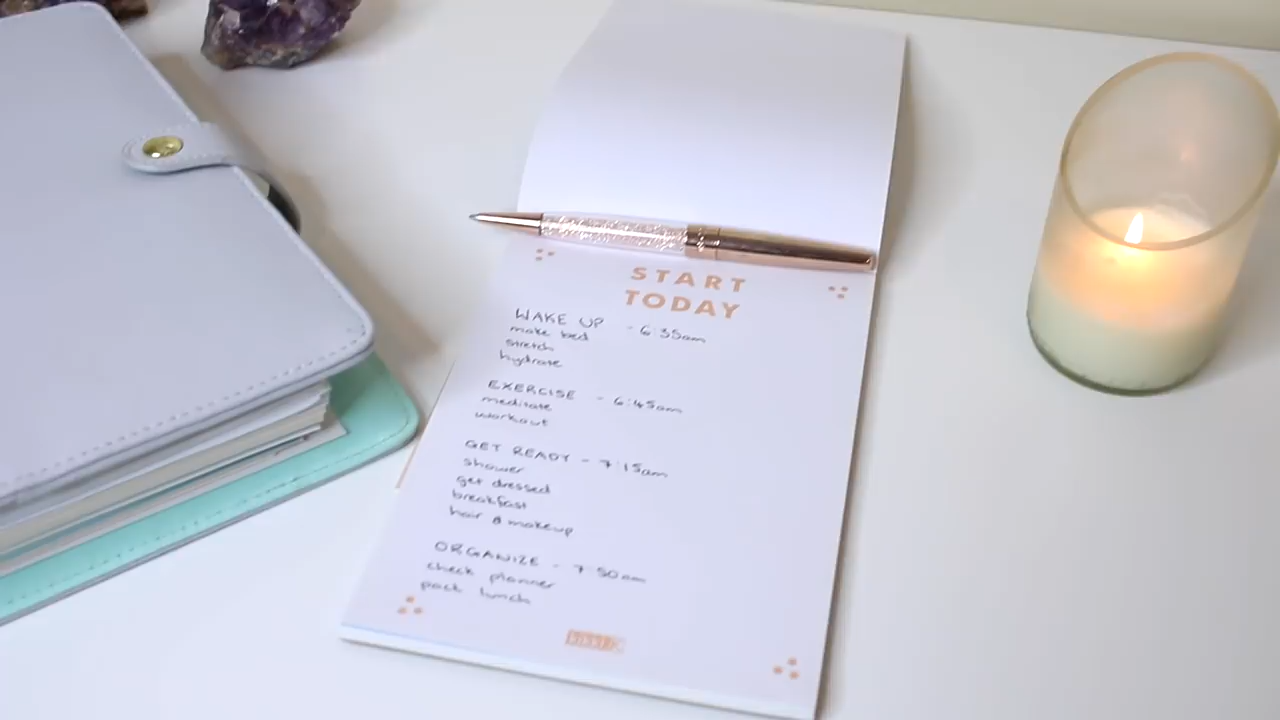 START
TODAY
WAKE UP - 6:35am
make bed
stretch
hydrate
EXERCISE - 6:45am
meditate
workout
GET READY - 7:15am
shower
get dressed
breakfast
hair & makeup
ORGANIZE - 7:50am
check planner
pack lunch